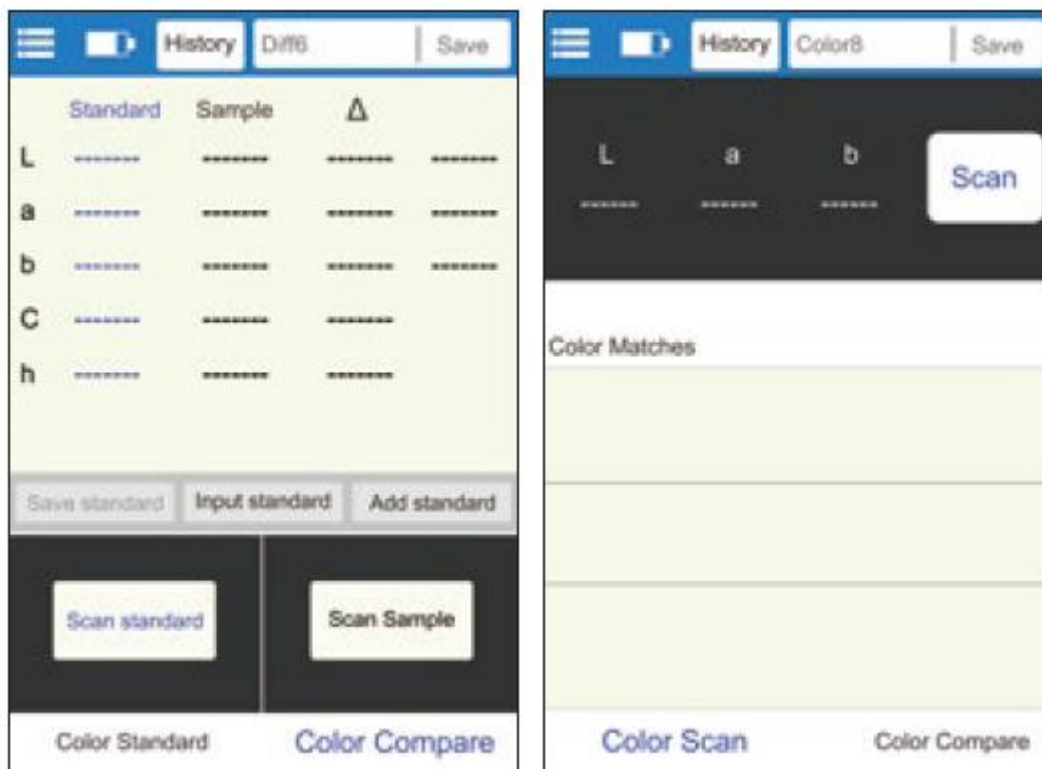 History Diff6 Save
Standard Sample Δ
L ------- ------- ------- -------
a ------- ------- ------- -------
b ------- ------- ------- -------
C ------- ------- -------
h ------- ------- -------
Save standard Input standard Add standard
Scan standard Scan Sample
Color Standard Color Compare
History Color8 Save
L a b
------ ------ ------
Scan
Color Matches
Color Scan Color Compare